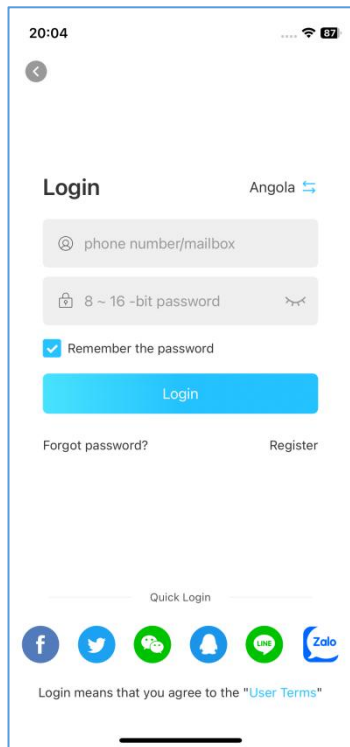 20:04
87
Login
Angola
phone number/mailbox
8 ~ 16 -bit password
Remember the password
Login
Forgot password?
Register
Quick Login
f
LINE
Zalo
Login means that you agree to the "User Terms"